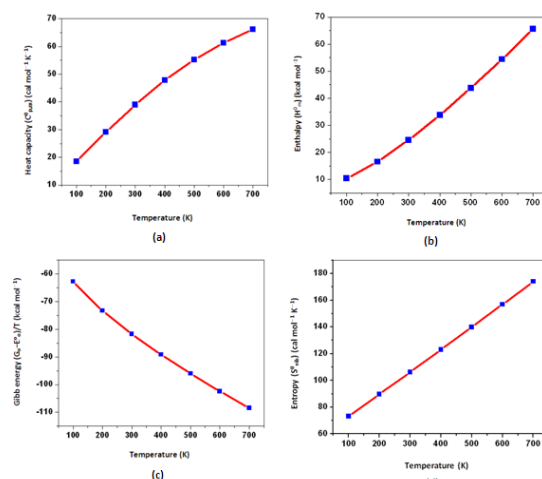 Heat capacity (C⁰p,m) (cal mol⁻¹ K⁻¹)
70
60
50
40
30
20
10
100 200 300 400 500 600 700
Temperature (K)
(a)
Enthalpy (H⁰m) (kcal mol⁻¹)
70
60
50
40
30
20
10
100 200 300 400 500 600 700
Temperature (K)
(b)
Gibb energy
(kcal mol⁻¹)
-60
-70
-80
-90
-100
-110
100 200 300 400 500 600 700
Temperature (K)
(c)
Entropy
(cal mol⁻¹ K⁻¹)
180
160
140
120
100
80
60
100 200 300 400 500 600 700
Temperature (K)